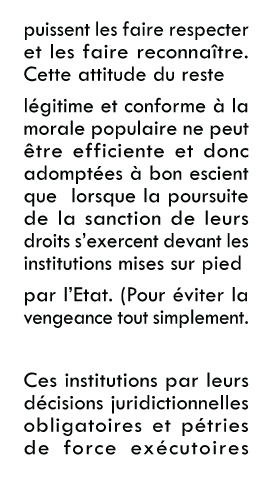 puissent les faire respecter
et les faire reconnaître.
Cette attitude du reste
légitime et conforme à la
morale populaire ne peut
être efficiente et donc
adomptées à bon escient
que lorsque la poursuite
de la sanction de leurs
droits s'exercent devant les
institutions mises sur pied
par l'Etat. (Pour éviter la
vengeance tout simplement.
Ces institutions par leurs
décisions juridictionnelles
obligatoires et pétries
de force exécutoires